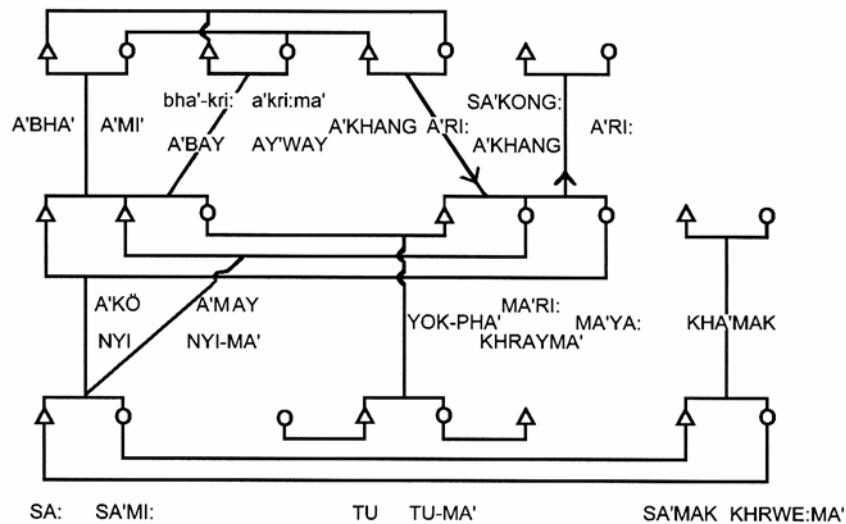 bha'-kri: a'kri:ma' SA'KONG:
A'BHA' A'MI' A'KHANG A'RI: A'RI:
A'BAY AY'WAY A'KHANG
A'KÖ A'MAY MA'RI: MA'YA: KHA'MAK
YOK-PHA'
NYI NYI-MA' KHRAYMA'
SA: SA'MI: TU TU-MA' SA'MAK KHRWE:MA'